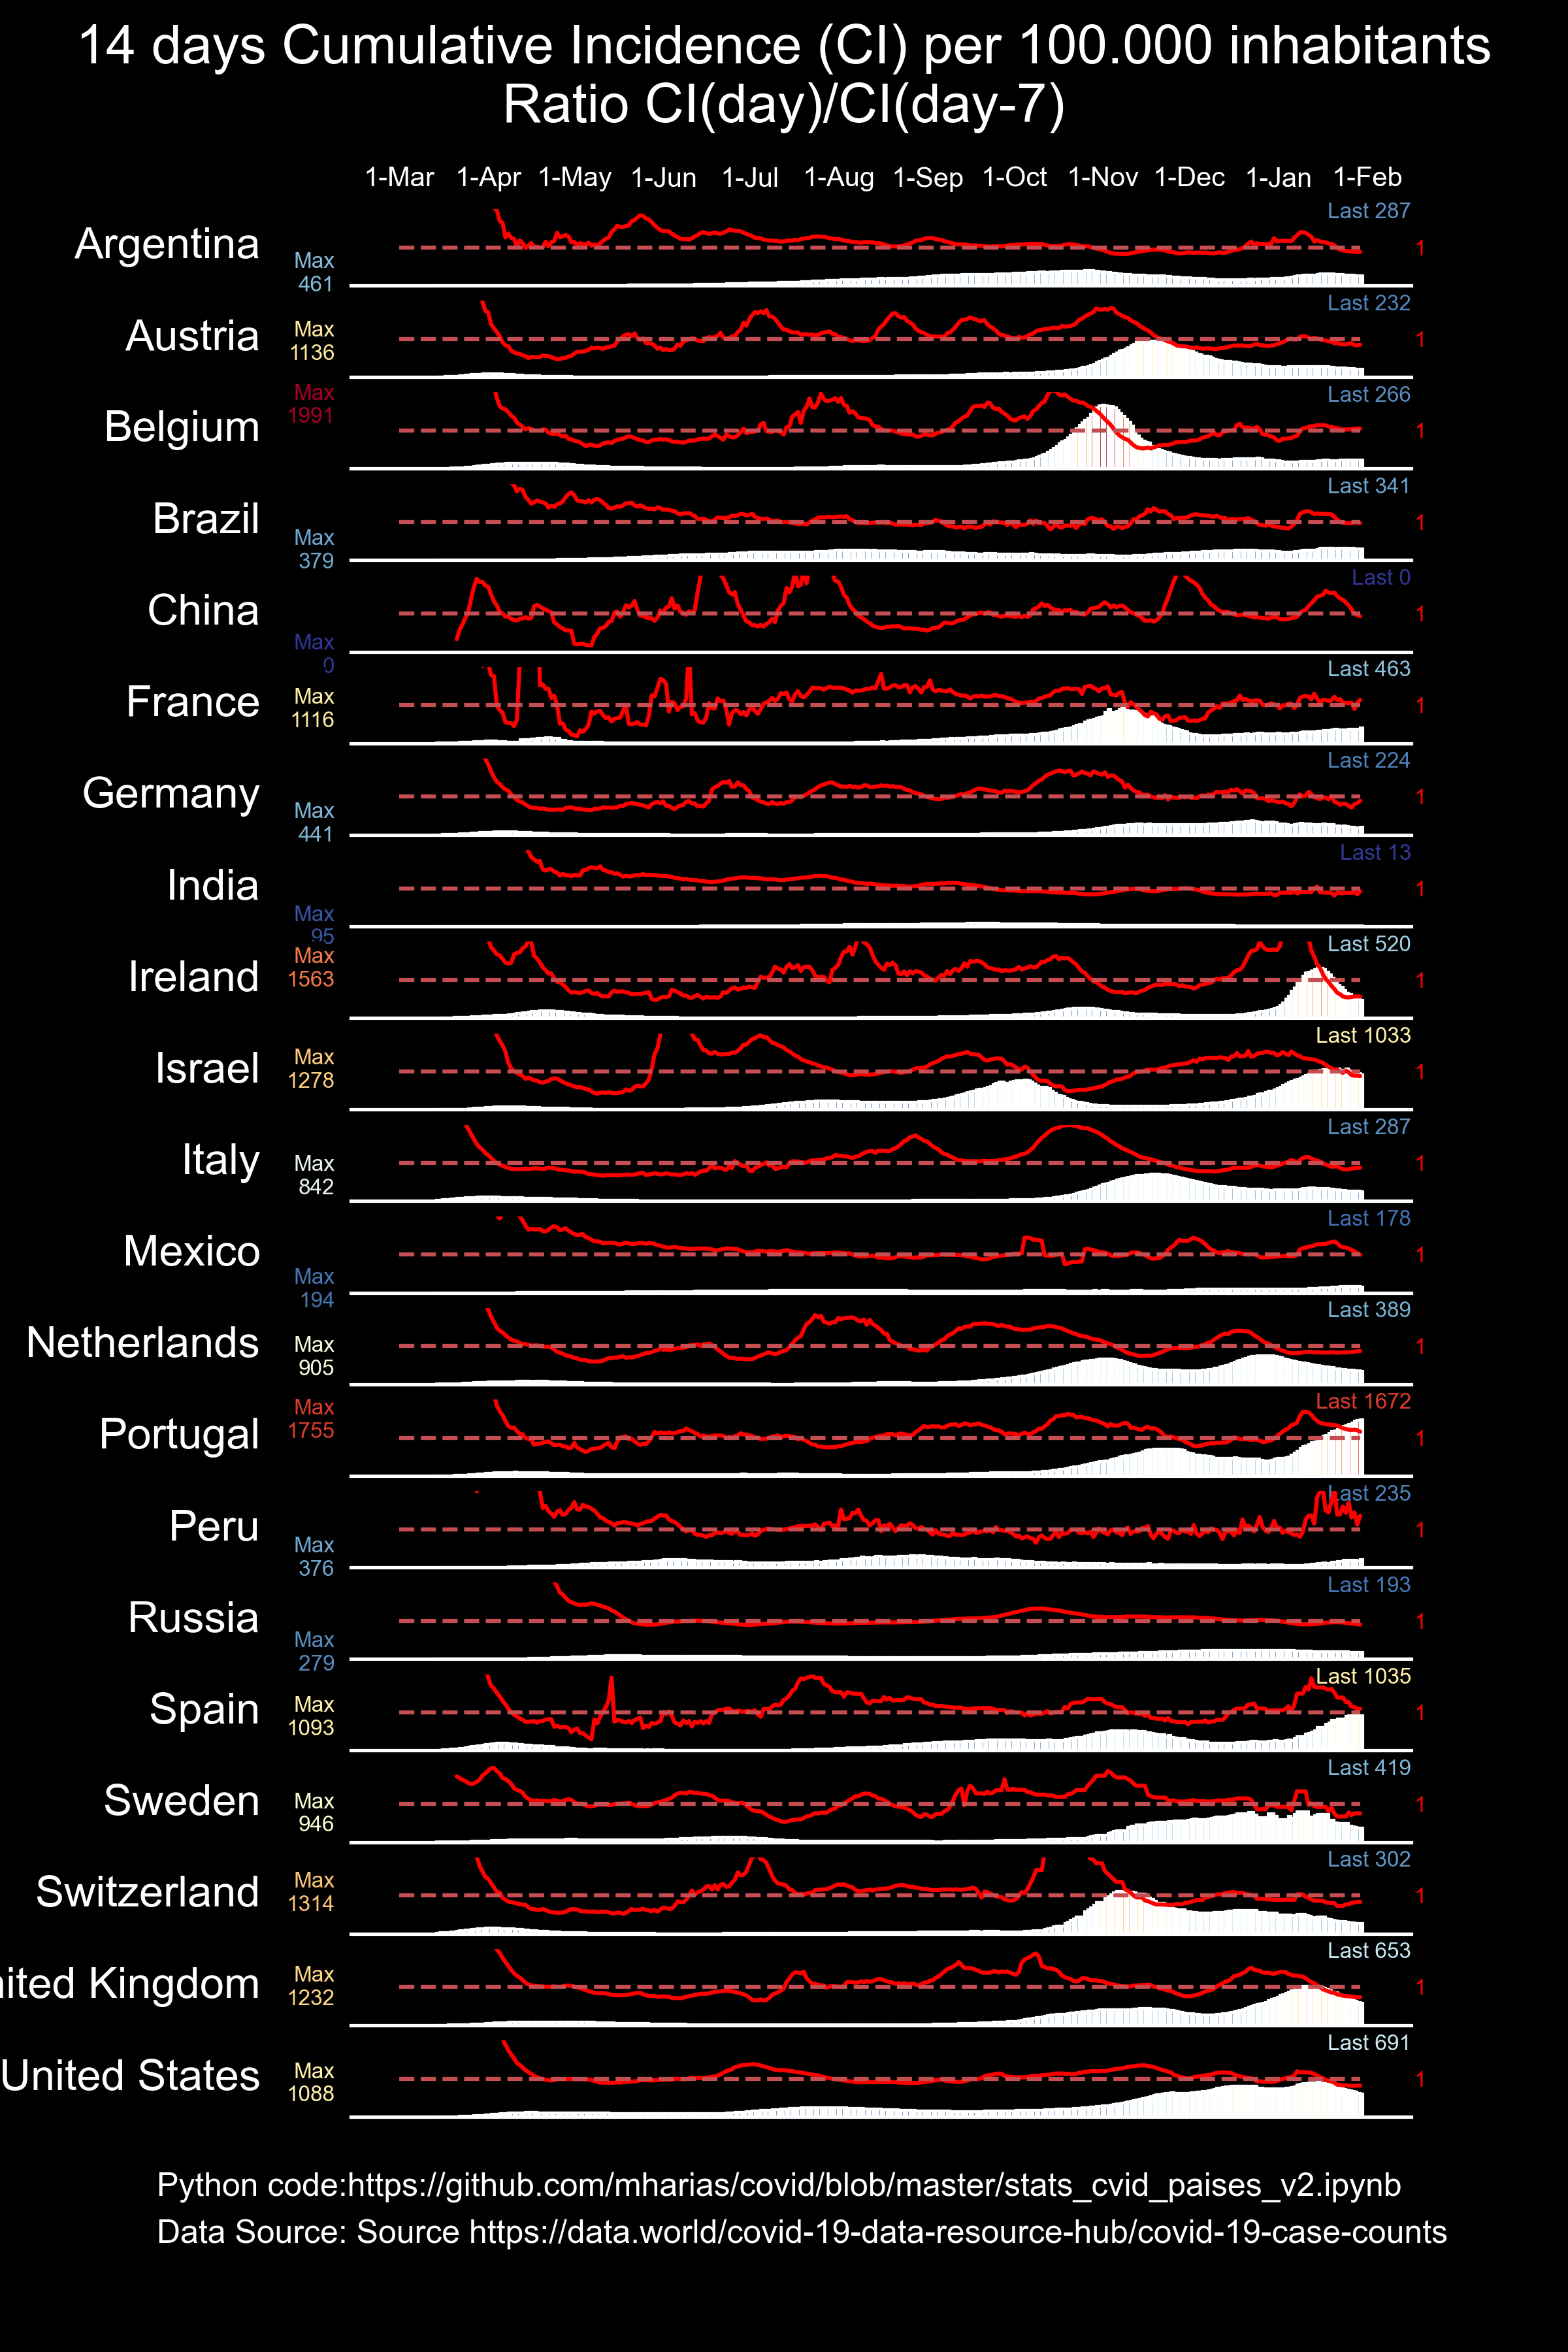 14 days Cumulative Incidence (CI) per 100.000 inhabitants
Ratio CI(day)/CI(day-7)
1-Mar 1-Apr 1-May 1-Jun 1-Jul 1-Aug 1-Sep 1-Oct 1-Nov 1-Dec 1-Jan 1-Feb
Last 287
Argentina
1
Max
461
Last 232
Austria
Max
1136
1
Max
1991
Last 266
Belgium
1
Last 341
Brazil
1
Max
379
Last 0
China
1
Max
0
Last 463
France
Max
1116
1
Last 224
Germany
1
Max
441
Last 13
India
1
Max
95
Last 520
Ireland
Max
1563
1
Last 1033
Israel
Max
1278
1
Last 287
Italy
Max
842
1
Last 178
Mexico
1
Max
194
Last 389
Netherlands
Max
905
1
Last 1672
Max
1755
Portugal
1
Last 235
Peru
1
Max
376
Last 193
Russia
1
Max
279
Last 1035
Spain
Max
1093
1
Last 419
Sweden
Max
946
1
Last 302
Switzerland
Max
1314
1
Last 653
nited Kingdom
Max
1232
1
Last 691
United States
Max
1088
1
Python code:https://github.com/mharias/covid/blob/master/stats_cvid_paises_v2.ipynb
Data Source: Source https://data.world/covid-19-data-resource-hub/covid-19-case-counts